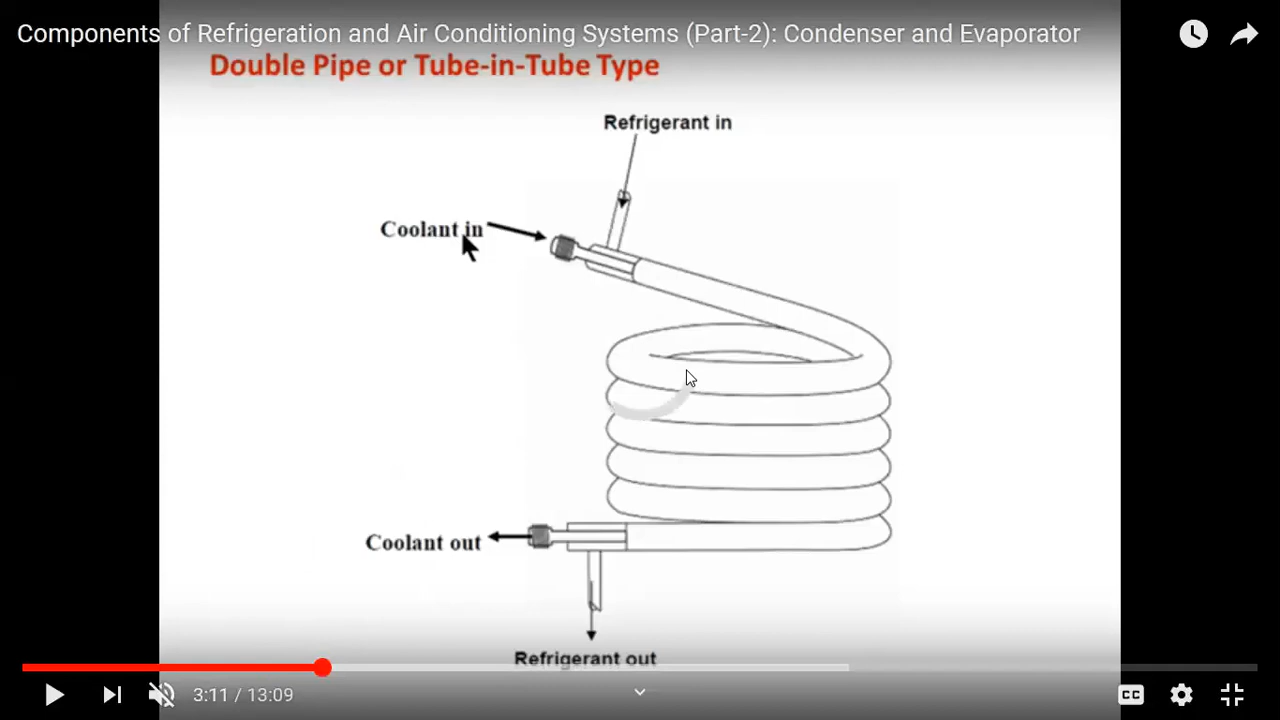 Components of Refrigeration and Air Conditioning Systems (Part-2): Condenser and Evaporator
Double Pipe or Tube-in-Tube Type
Refrigerant in
Coolant in
Coolant out
Refrigerant out
3:11 / 13:09
CC